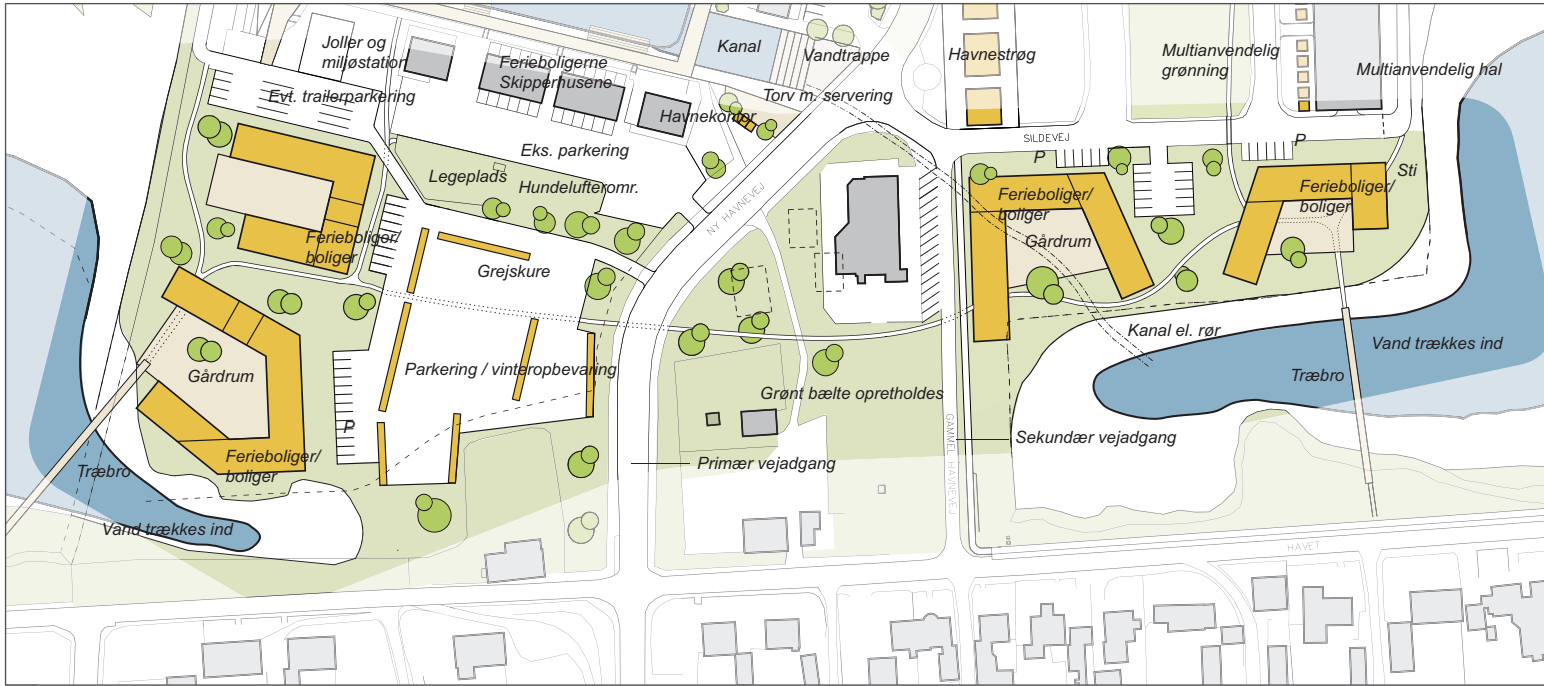 Joller og
miljøstation
Kanal
Vandtrappe
Havnestrøg
Multianvendelig
grønning
Multianvendelig hal
Ferieboligerne
Skipperhusene
Evt. trailerparkering
Torv m. servering
Havnekontor
SILDEVEJ
P
P
Eks. parkering
Legeplads
Hundelufteromr.
Sti
Ferieboliger/
boliger
Ferieboliger/
boliger
NY HAVNEVEJ
Ferieboliger/
boliger
Gårdrum
Grejskure
Kanal el. rør
Vand trækkes ind
Gårdrum
Parkering / vinteropbevaring
Træbro
Grønt bælte opretholdes
P
GAMMEL HAVNEVEJ
Sekundær vejadgang
Ferieboliger/
boliger
Primær vejadgang
Træbro
Vand trækkes ind
HAVET